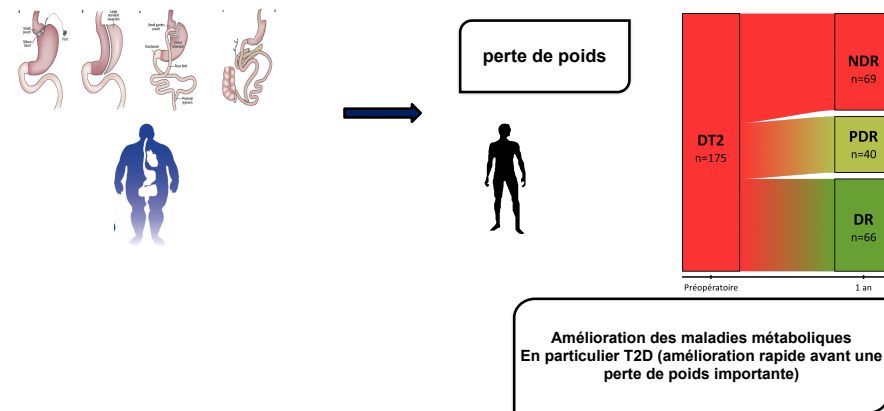 a
b
e
c
perte de poids
NDR
n=69
DT2
n=175
PDR
n=40
DR
n=66
Préopératoire
1 an
Amélioration des maladies métaboliques
En particulier T2D (amélioration rapide avant une
perte de poids importante)